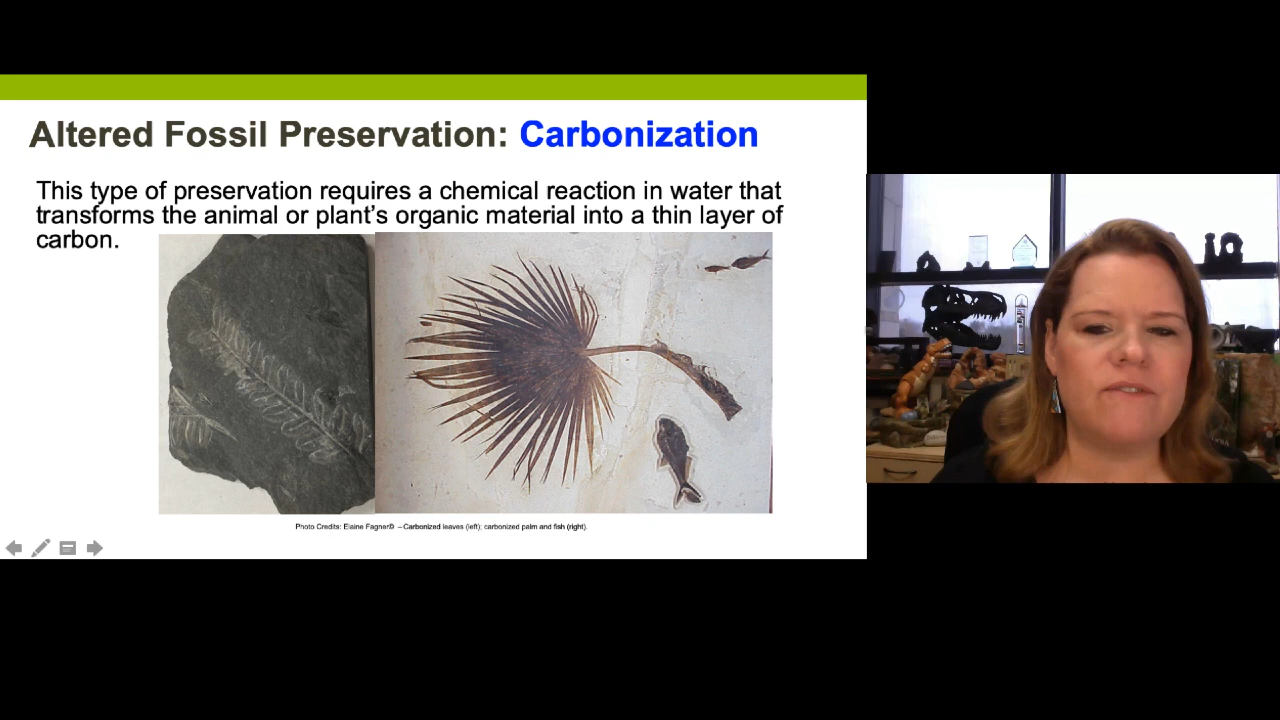 Altered Fossil Preservation: Carbonization
This type of preservation requires a chemical reaction in water that
transforms the animal or plant's organic material into a thin layer of
carbon.
Photo Credits: Elaine Fagner© – Carbonized leaves (left); carbonized palm and fish (right).